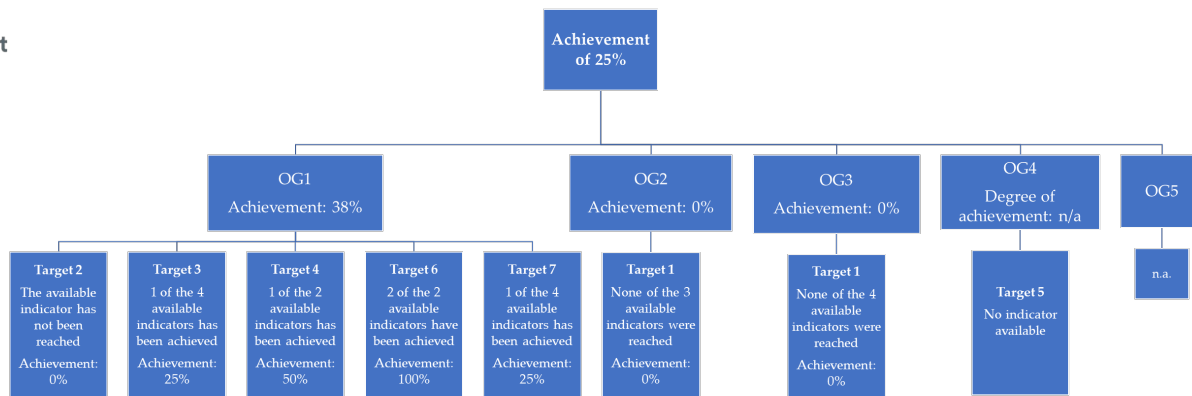 t
Achievement
of 25%
OG1
Achievement: 38%
OG2
Achievement: 0%
OG3
Achievement: 0%
OG4
Degree of
achievement: n/a
OG5
Target 2
The available
indicator has
not been
reached
Achievement:
0%
Target 3
1 of the 4
available
indicators has
been achieved
Achievement:
25%
Target 4
1 of the 2
available
indicators has
been achieved
Achievement:
50%
Target 6
2 of the 2
available
indicators have
been achieved
Achievement:
100%
Target 7
1 of the 4
available
indicators has
been achieved
Achievement:
25%
Target 1
None of the 3
available
indicators were
reached
Achievement:
0%
Target 1
None of the 4
available
indicators were
reached
Achievement:
0%
Target 5
No indicator
available
n.a.